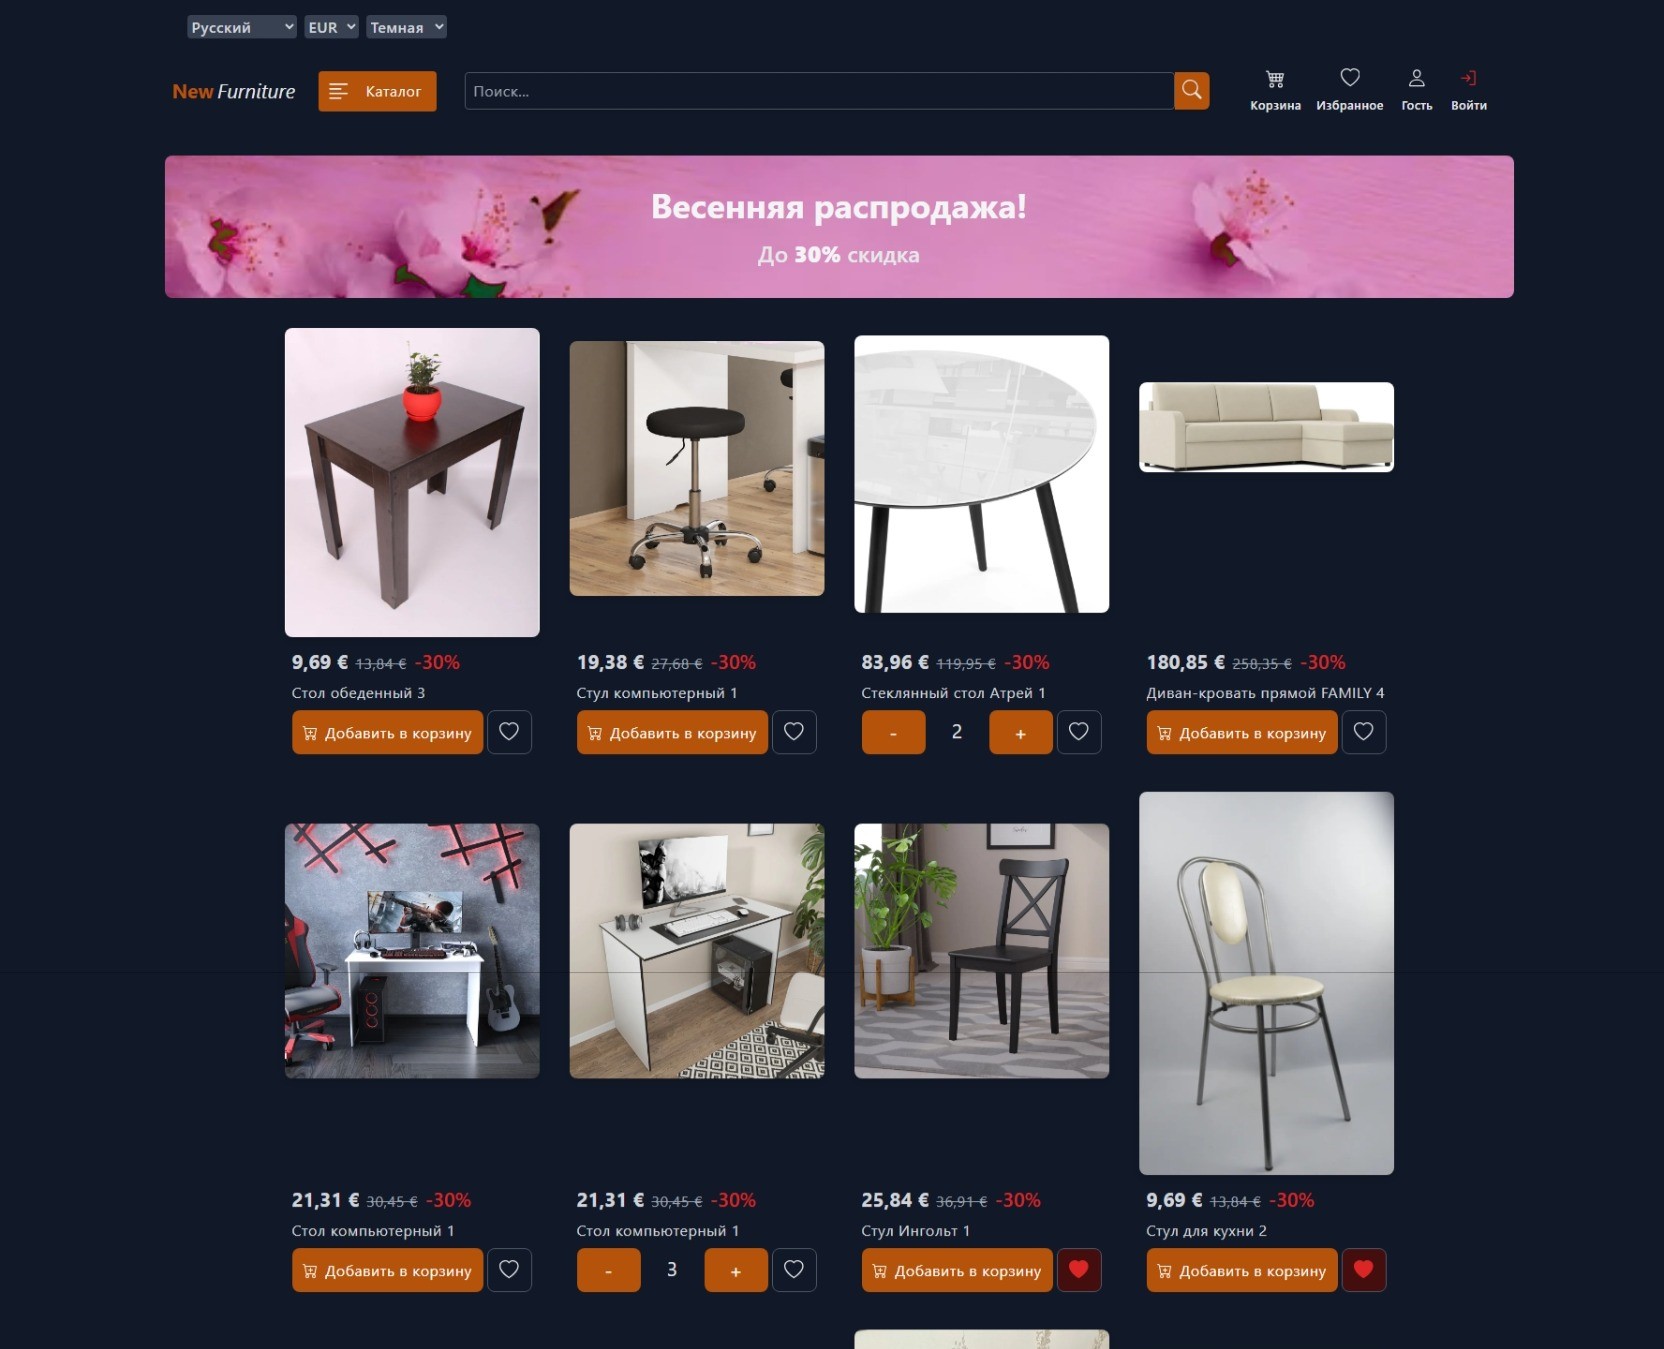 Русский EUR Темная
New Furniture Каталог Поиск... Корзина Избранное Гость Войти
Весенняя распродажа!
До 30% скидка
9,69 € 13,84 € -30%
Стол обеденный 3
Добавить в корзину
19,38 € 27,68 € -30%
Стул компьютерный 1
Добавить в корзину
83,96 € 119,95 € -30%
Стеклянный стол Атрей 1
- 2 +
180,85 € 258,35 € -30%
Диван-кровать прямой FAMILY 4
Добавить в корзину
21,31 € 30,45 € -30%
Стол компьютерный 1
Добавить в корзину
21,31 € 30,45 € -30%
Стол компьютерный 1
- 3 +
25,84 € 36,91 € -30%
Стул Ингольт 1
Добавить в корзину
9,69 € 13,84 € -30%
Стул для кухни 2
Добавить в корзину